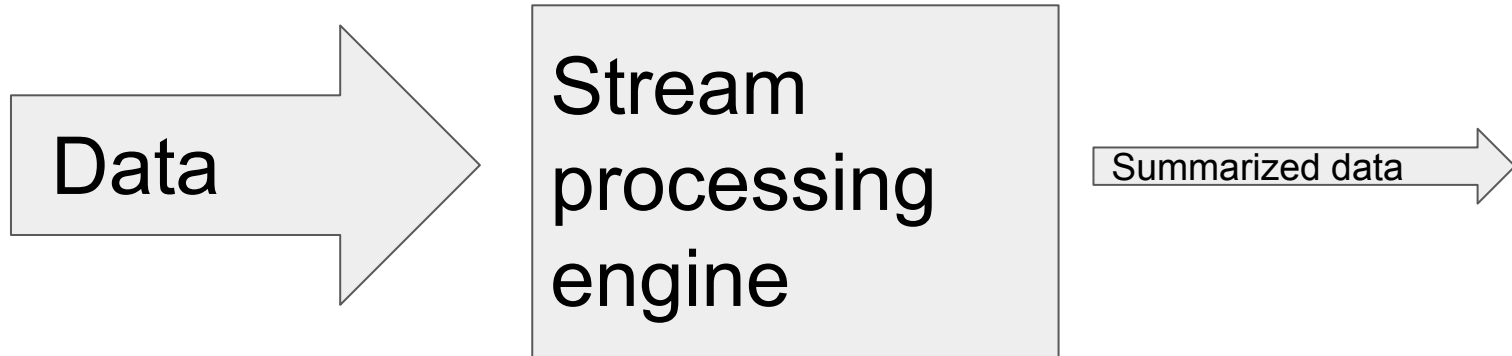 Data
Stream
processing
engine
Summarized data